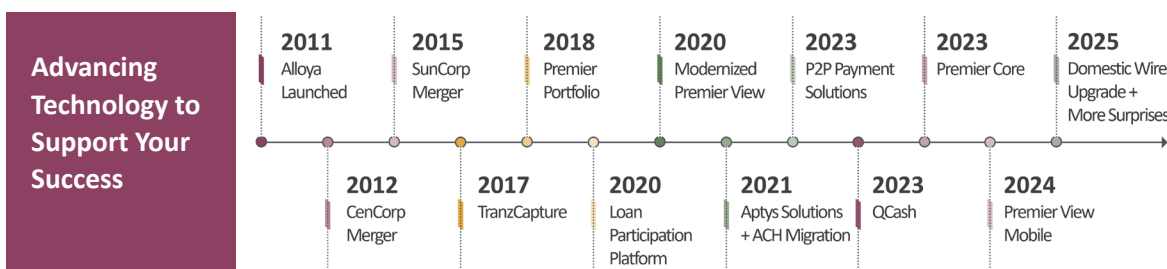 Advancing
Technology to
Support Your
Success
2011
Alloya
Launched
2012
CenCorp
Merger
2015
SunCorp
Merger
2017
TranzCapture
2018
Premier
Portfolio
2020
Loan
Participation
Platform
2020
Modernized
Premier View
2021
Aptys Solutions
+ ACH Migration
2023
P2P Payment
Solutions
2023
QCash
2023
Premier Core
2024
Premier View
Mobile
2025
Domestic Wire
Upgrade +
More Surprises